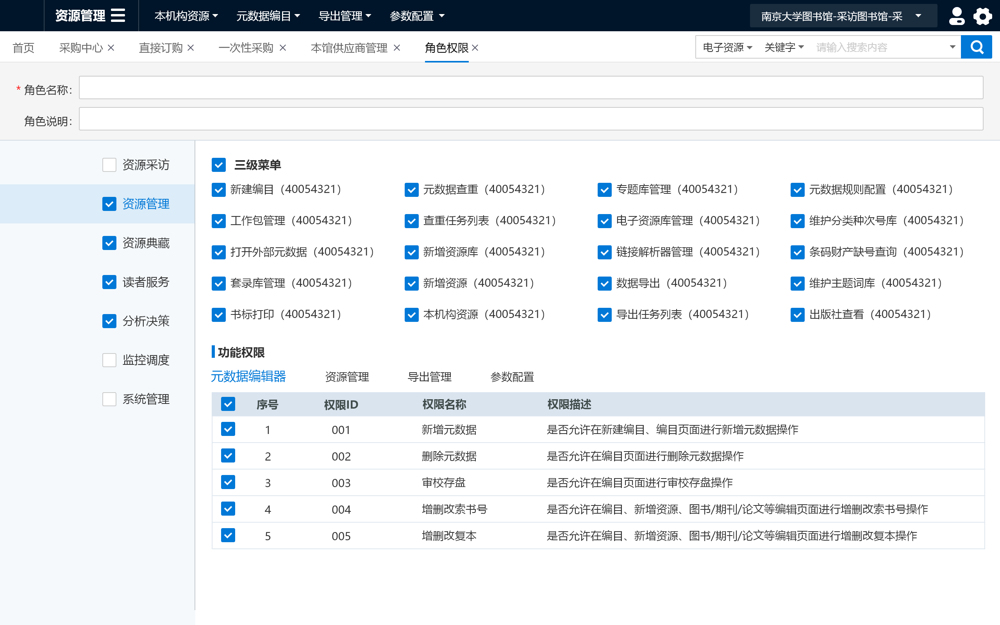 资源管理 本机构资源 元数据编目 导出管理 参数配置 南京大学图书馆-采访图书馆-采
首页 采购中心 直接订购 一次性采购 本馆供应商管理 角色权限 电子资源 关键字 请输入搜索内容
* 角色名称：
角色说明：
资源采访
资源管理
资源典藏
读者服务
分析决策
监控调度
系统管理
三级菜单
新建编目（40054321） 元数据查重（40054321） 专题库管理（40054321） 元数据规则配置（40054321）
工作包管理（40054321） 查重任务列表（40054321） 电子资源库管理（40054321） 维护分类种次号库（40054321）
打开外部元数据（40054321） 新增资源库（40054321） 链接解析器管理（40054321） 条码财产缺号查询（40054321）
套录库管理（40054321） 新增资源（40054321） 数据导出（40054321） 维护主题词库（40054321）
书标打印（40054321） 本机构资源（40054321） 导出任务列表（40054321） 出版社查看（40054321）
功能权限
元数据编辑器 资源管理 导出管理 参数配置
序号 权限ID 权限名称 权限描述
1 001 新增元数据 是否允许在新建编目、编目页面进行新增元数据操作
2 002 删除元数据 是否允许在编目页面进行删除元数据操作
3 003 审校存盘 是否允许在编目页面进行审校存盘操作
4 004 增删改索书号 是否允许在编目、新增资源、图书/期刊/论文等编辑页面进行增删改索书号操作
5 005 增删改复本 是否允许在编目、新增资源、图书/期刊/论文等编辑页面进行增删改复本操作